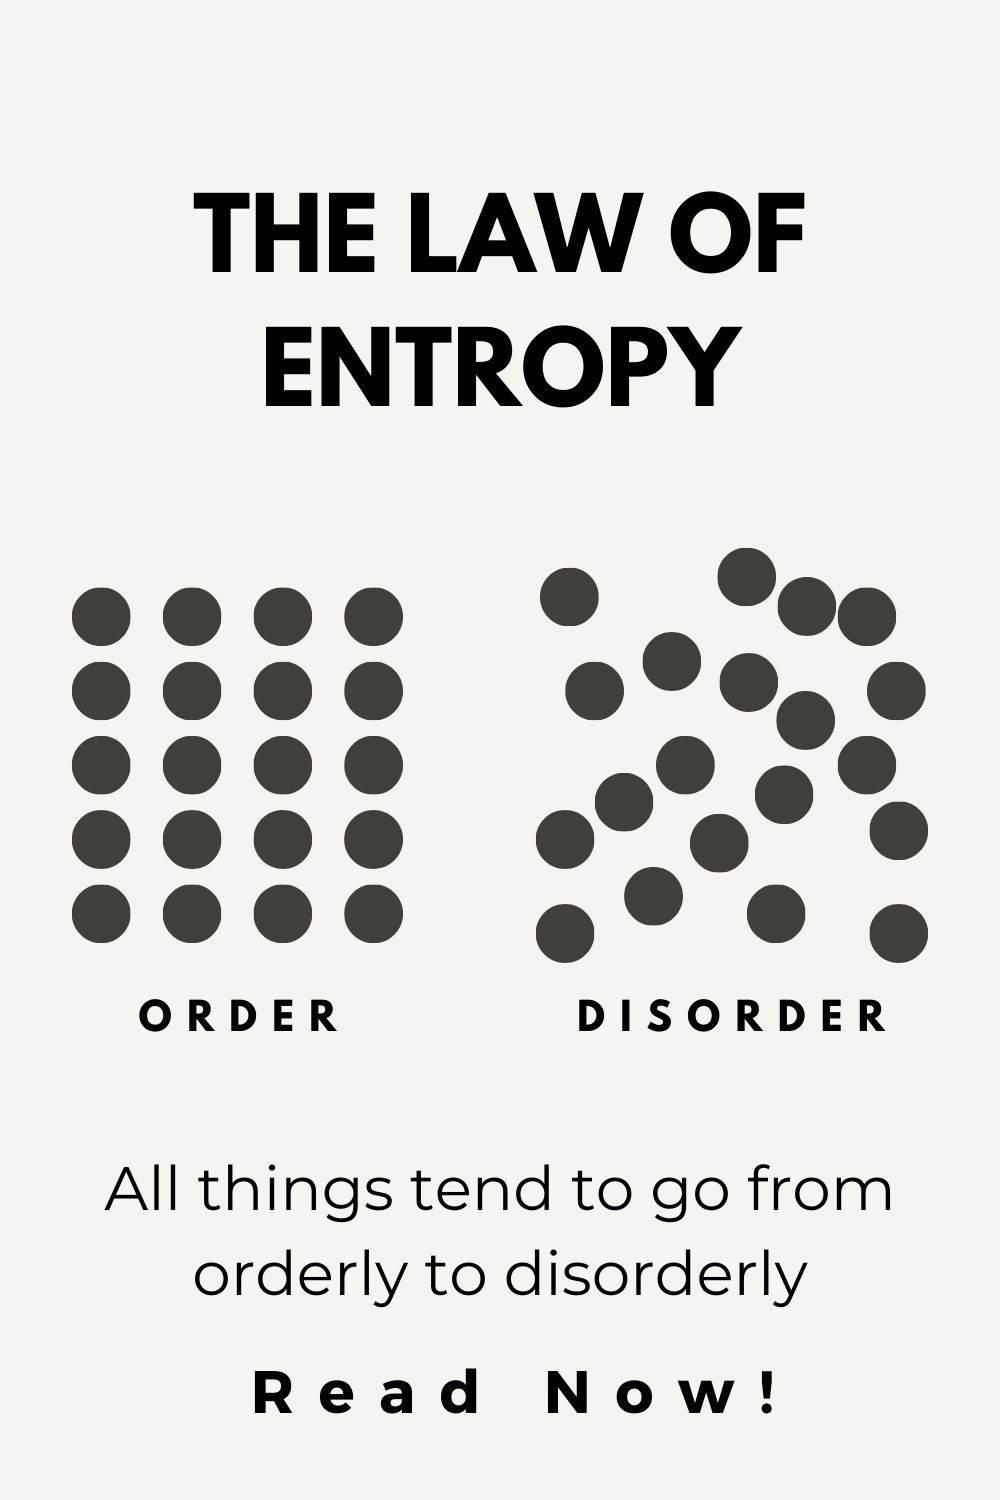 THE LAW OF
ENTROPY
ORDER
DISORDER
All things tend to go from
orderly to disorderly
Read Now!